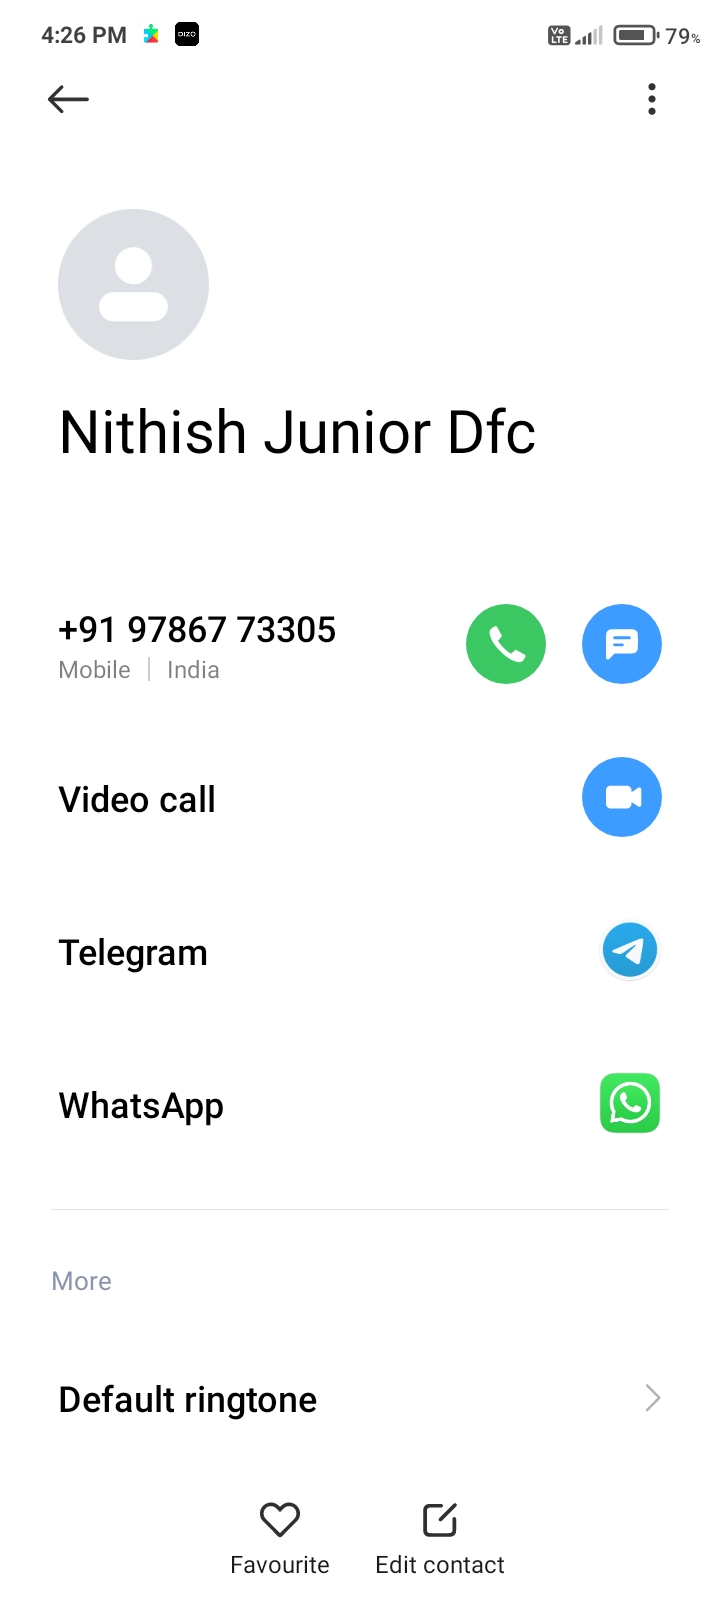 4:26 PM DIZO Vo LTE 79%
Nithish Junior Dfc
+91 97867 73305
Mobile | India
Video call
Telegram
WhatsApp
More
Default ringtone
Favourite Edit contact